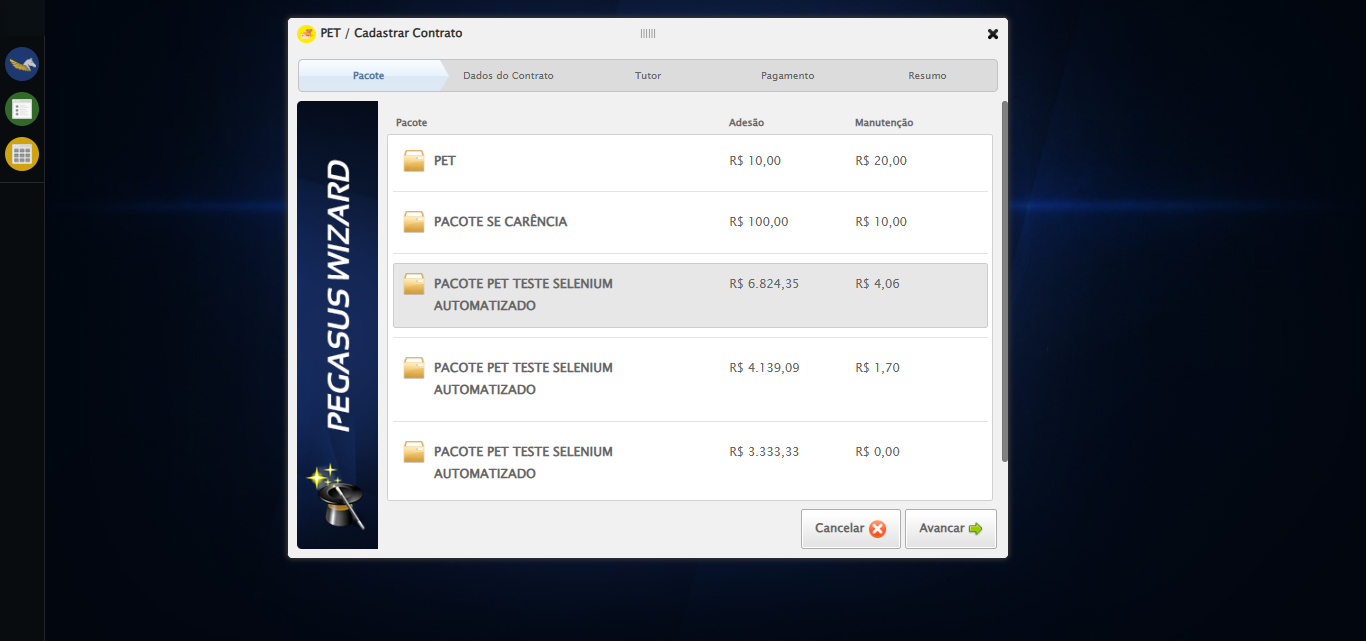 PET / Cadastrar Contrato
Pacote Dados do Contrato Tutor Pagamento Resumo
PEGASUS WIZARD
Pacote Adesão Manutenção
PET R$ 10,00 R$ 20,00
PACOTE SE CARÊNCIA R$ 100,00 R$ 10,00
PACOTE PET TESTE SELENIUM R$ 6.824,35 R$ 4,06
AUTOMATIZADO
PACOTE PET TESTE SELENIUM R$ 4.139,09 R$ 1,70
AUTOMATIZADO
PACOTE PET TESTE SELENIUM R$ 3.333,33 R$ 0,00
AUTOMATIZADO
Cancelar Avancar